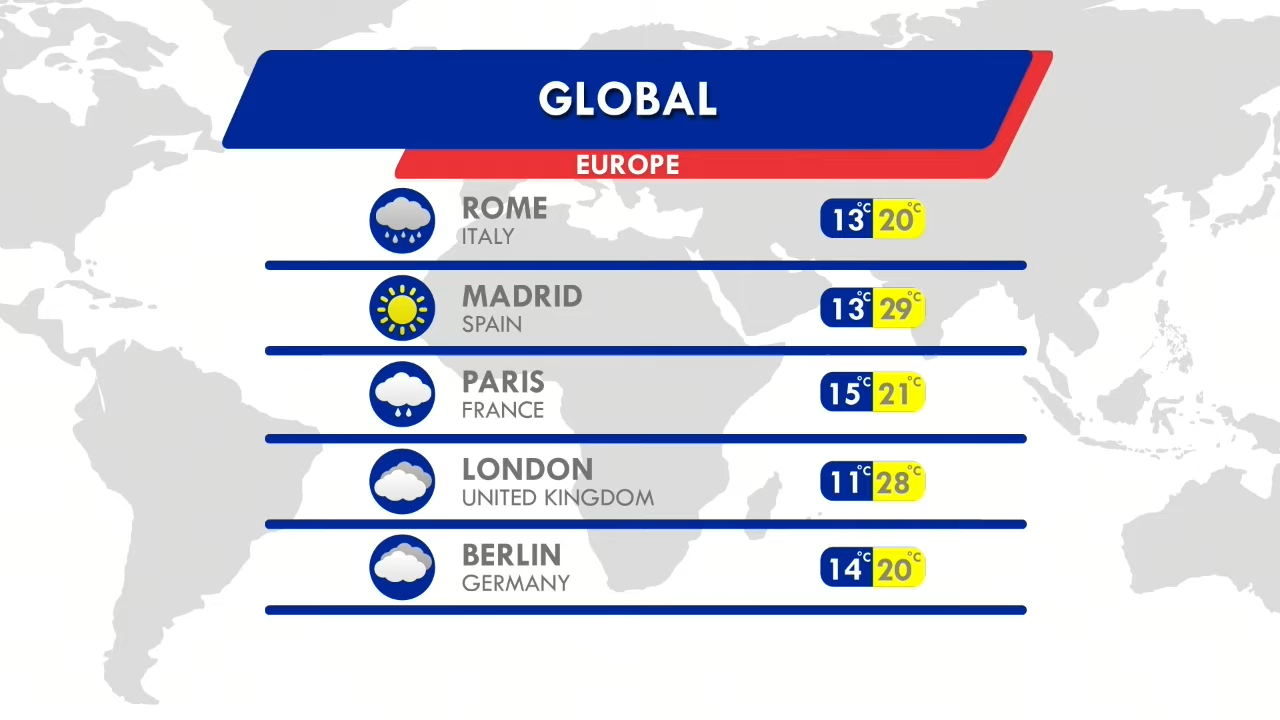 GLOBAL
EUROPE
ROME
ITALY
13°C 20°C
MADRID
SPAIN
13°C 29°C
PARIS
FRANCE
15°C 21°C
LONDON
UNITED KINGDOM
11°C 28°C
BERLIN
GERMANY
14°C 20°C